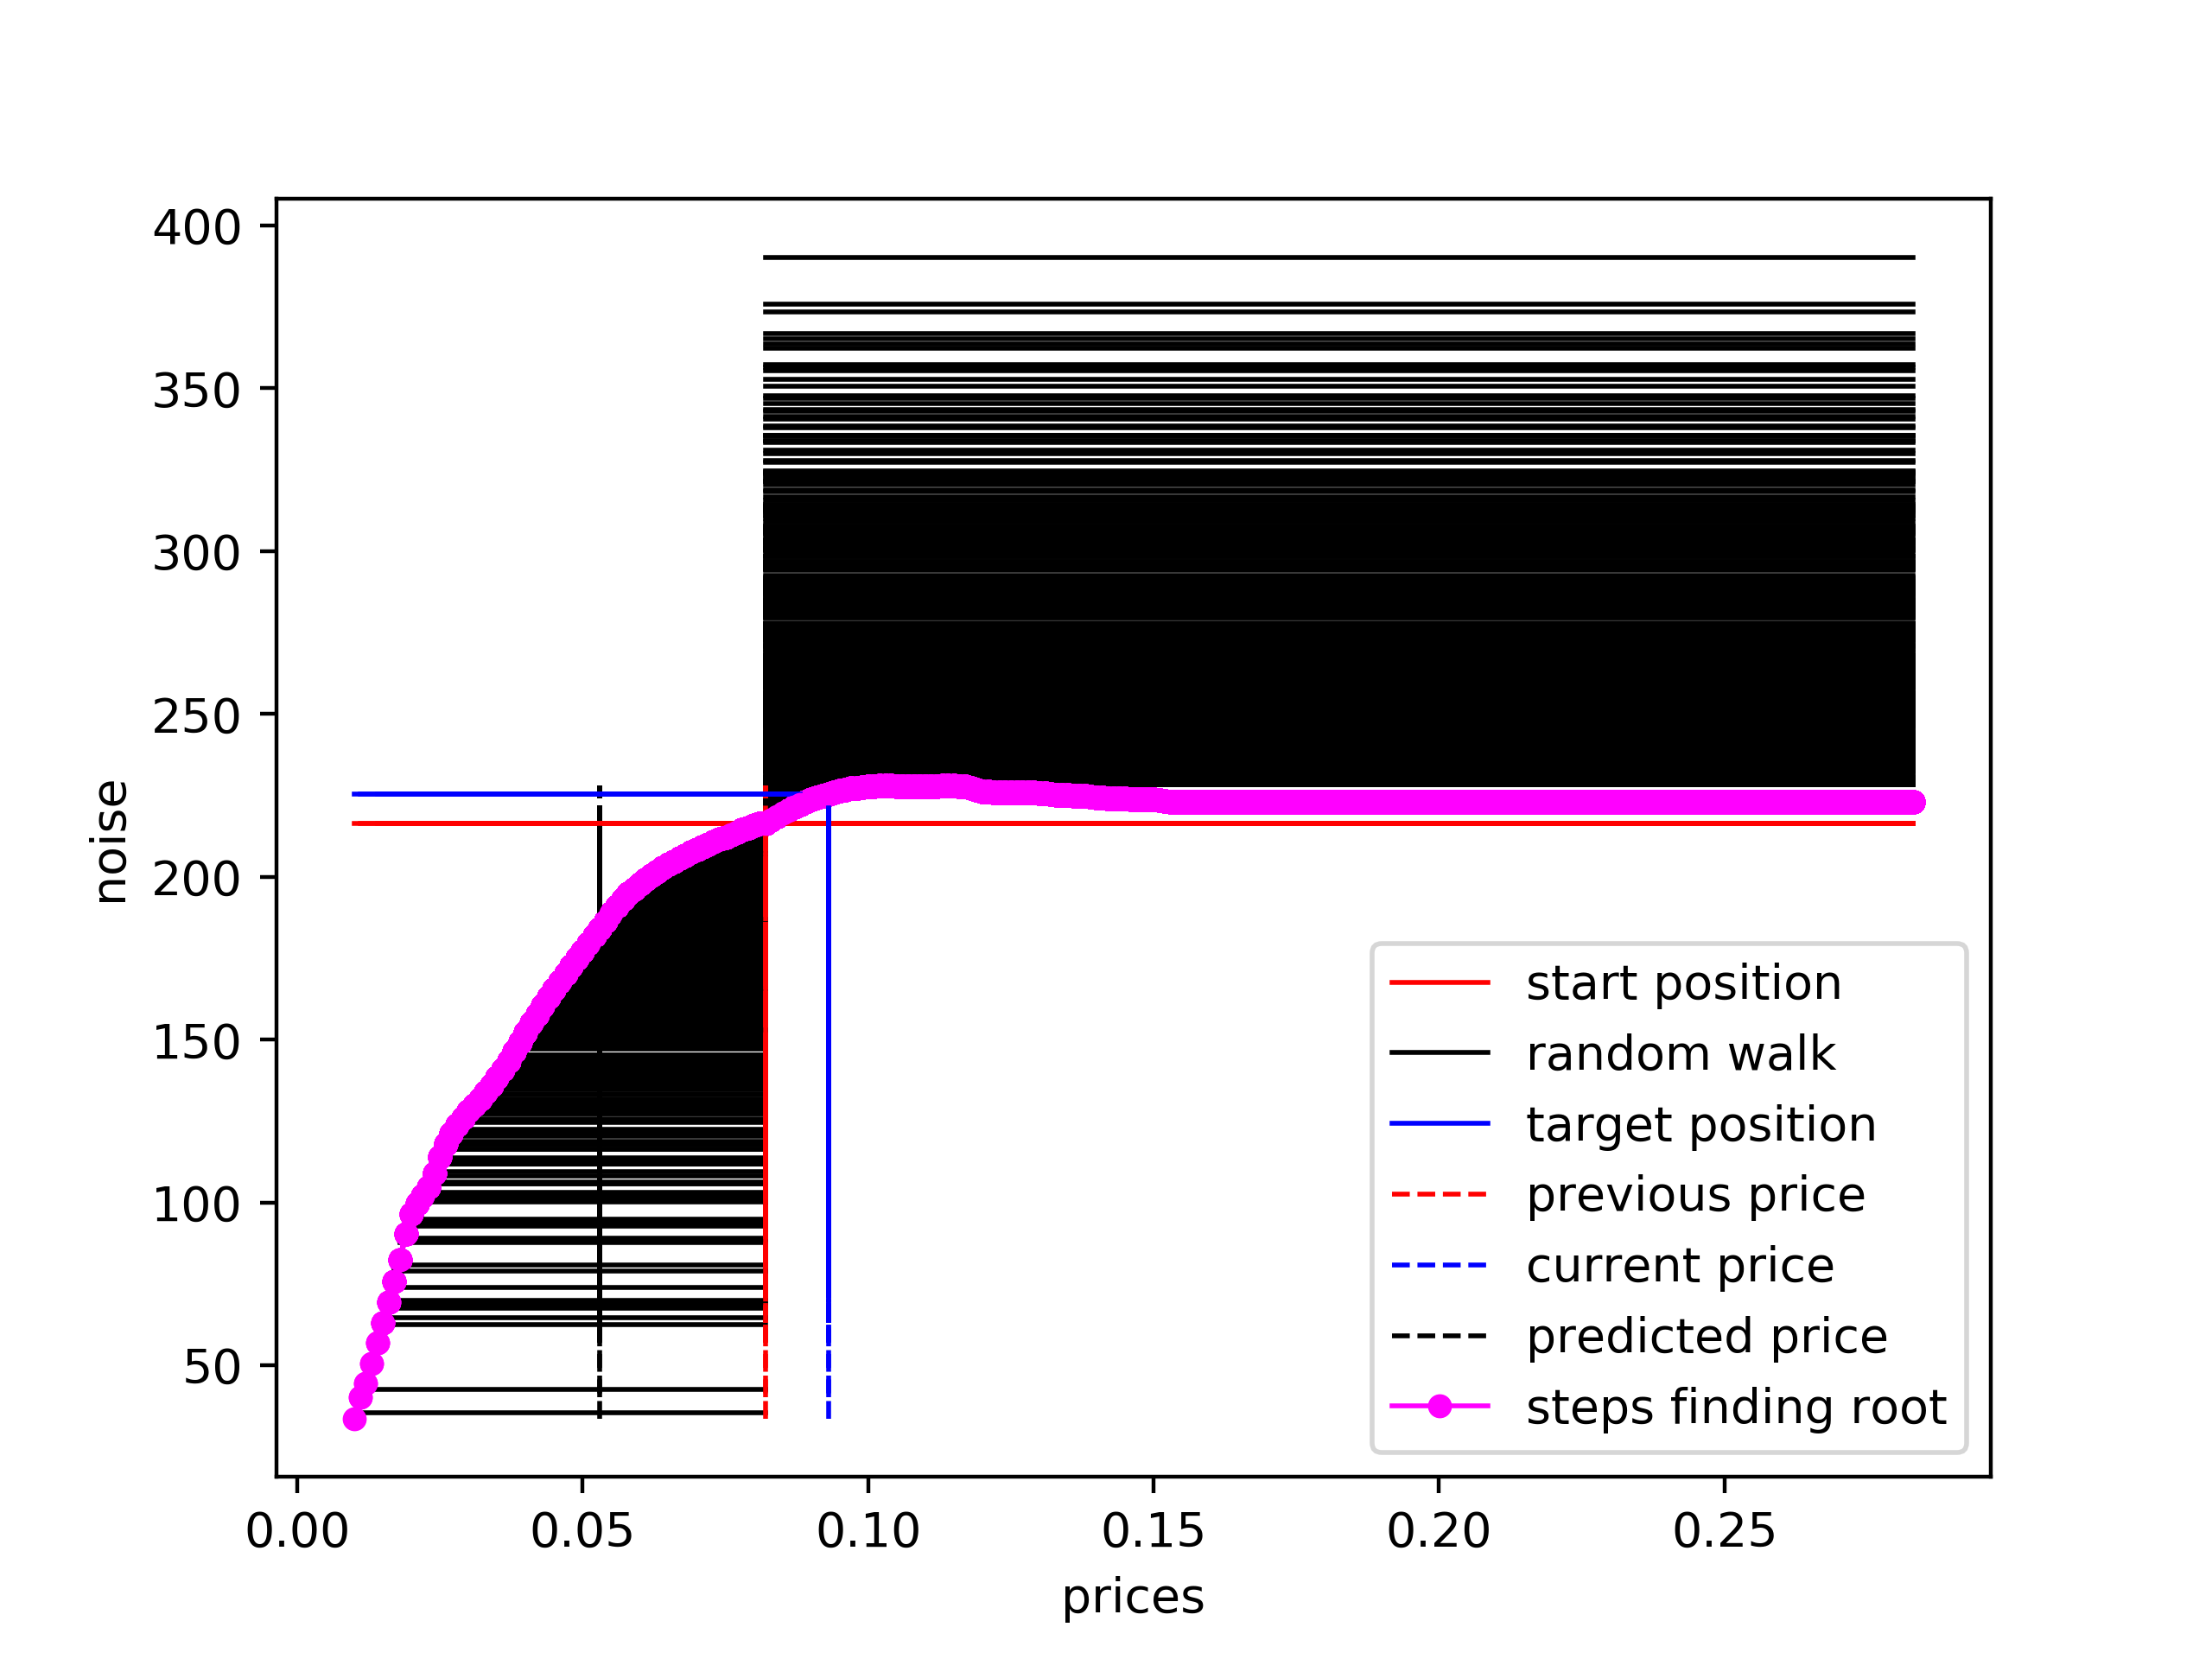 400
350
300
250
200
150
100
50
noise
0.00 0.05 0.10 0.15 0.20 0.25
prices
start position
random walk
target position
previous price
current price
predicted price
steps finding root